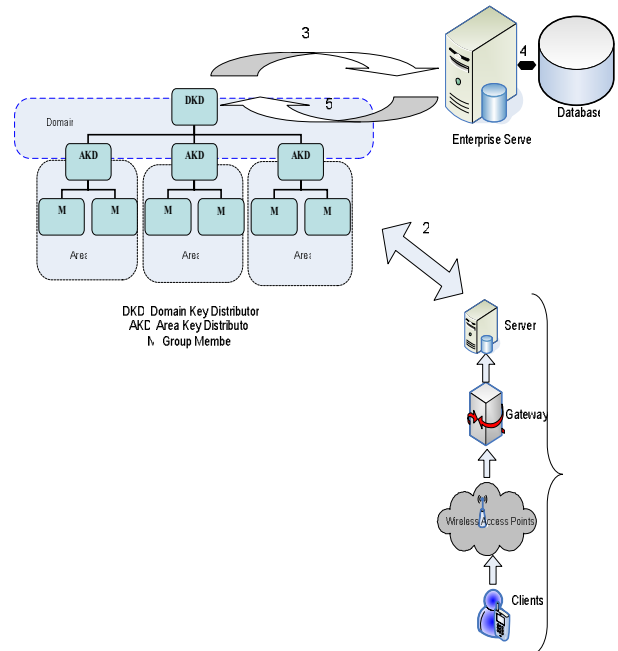 3
4
DKD
5
Domain
Enterprise Serve
Database
AKD AKD AKD
M M M M M M
Area Area Area
2
DKD Domain Key Distributor
AKD Area Key Distributo
M Group Membe
Server
Gateway
Wireless Access Points
Clients